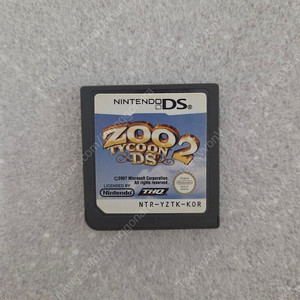 NINTENDO DS
ZOO
TYCOON 2
DS
©2007 Microsoft Corporation
All rights reserved.
LICENSED BY
Nintendo
THQ
NTR-YZTK-KOR